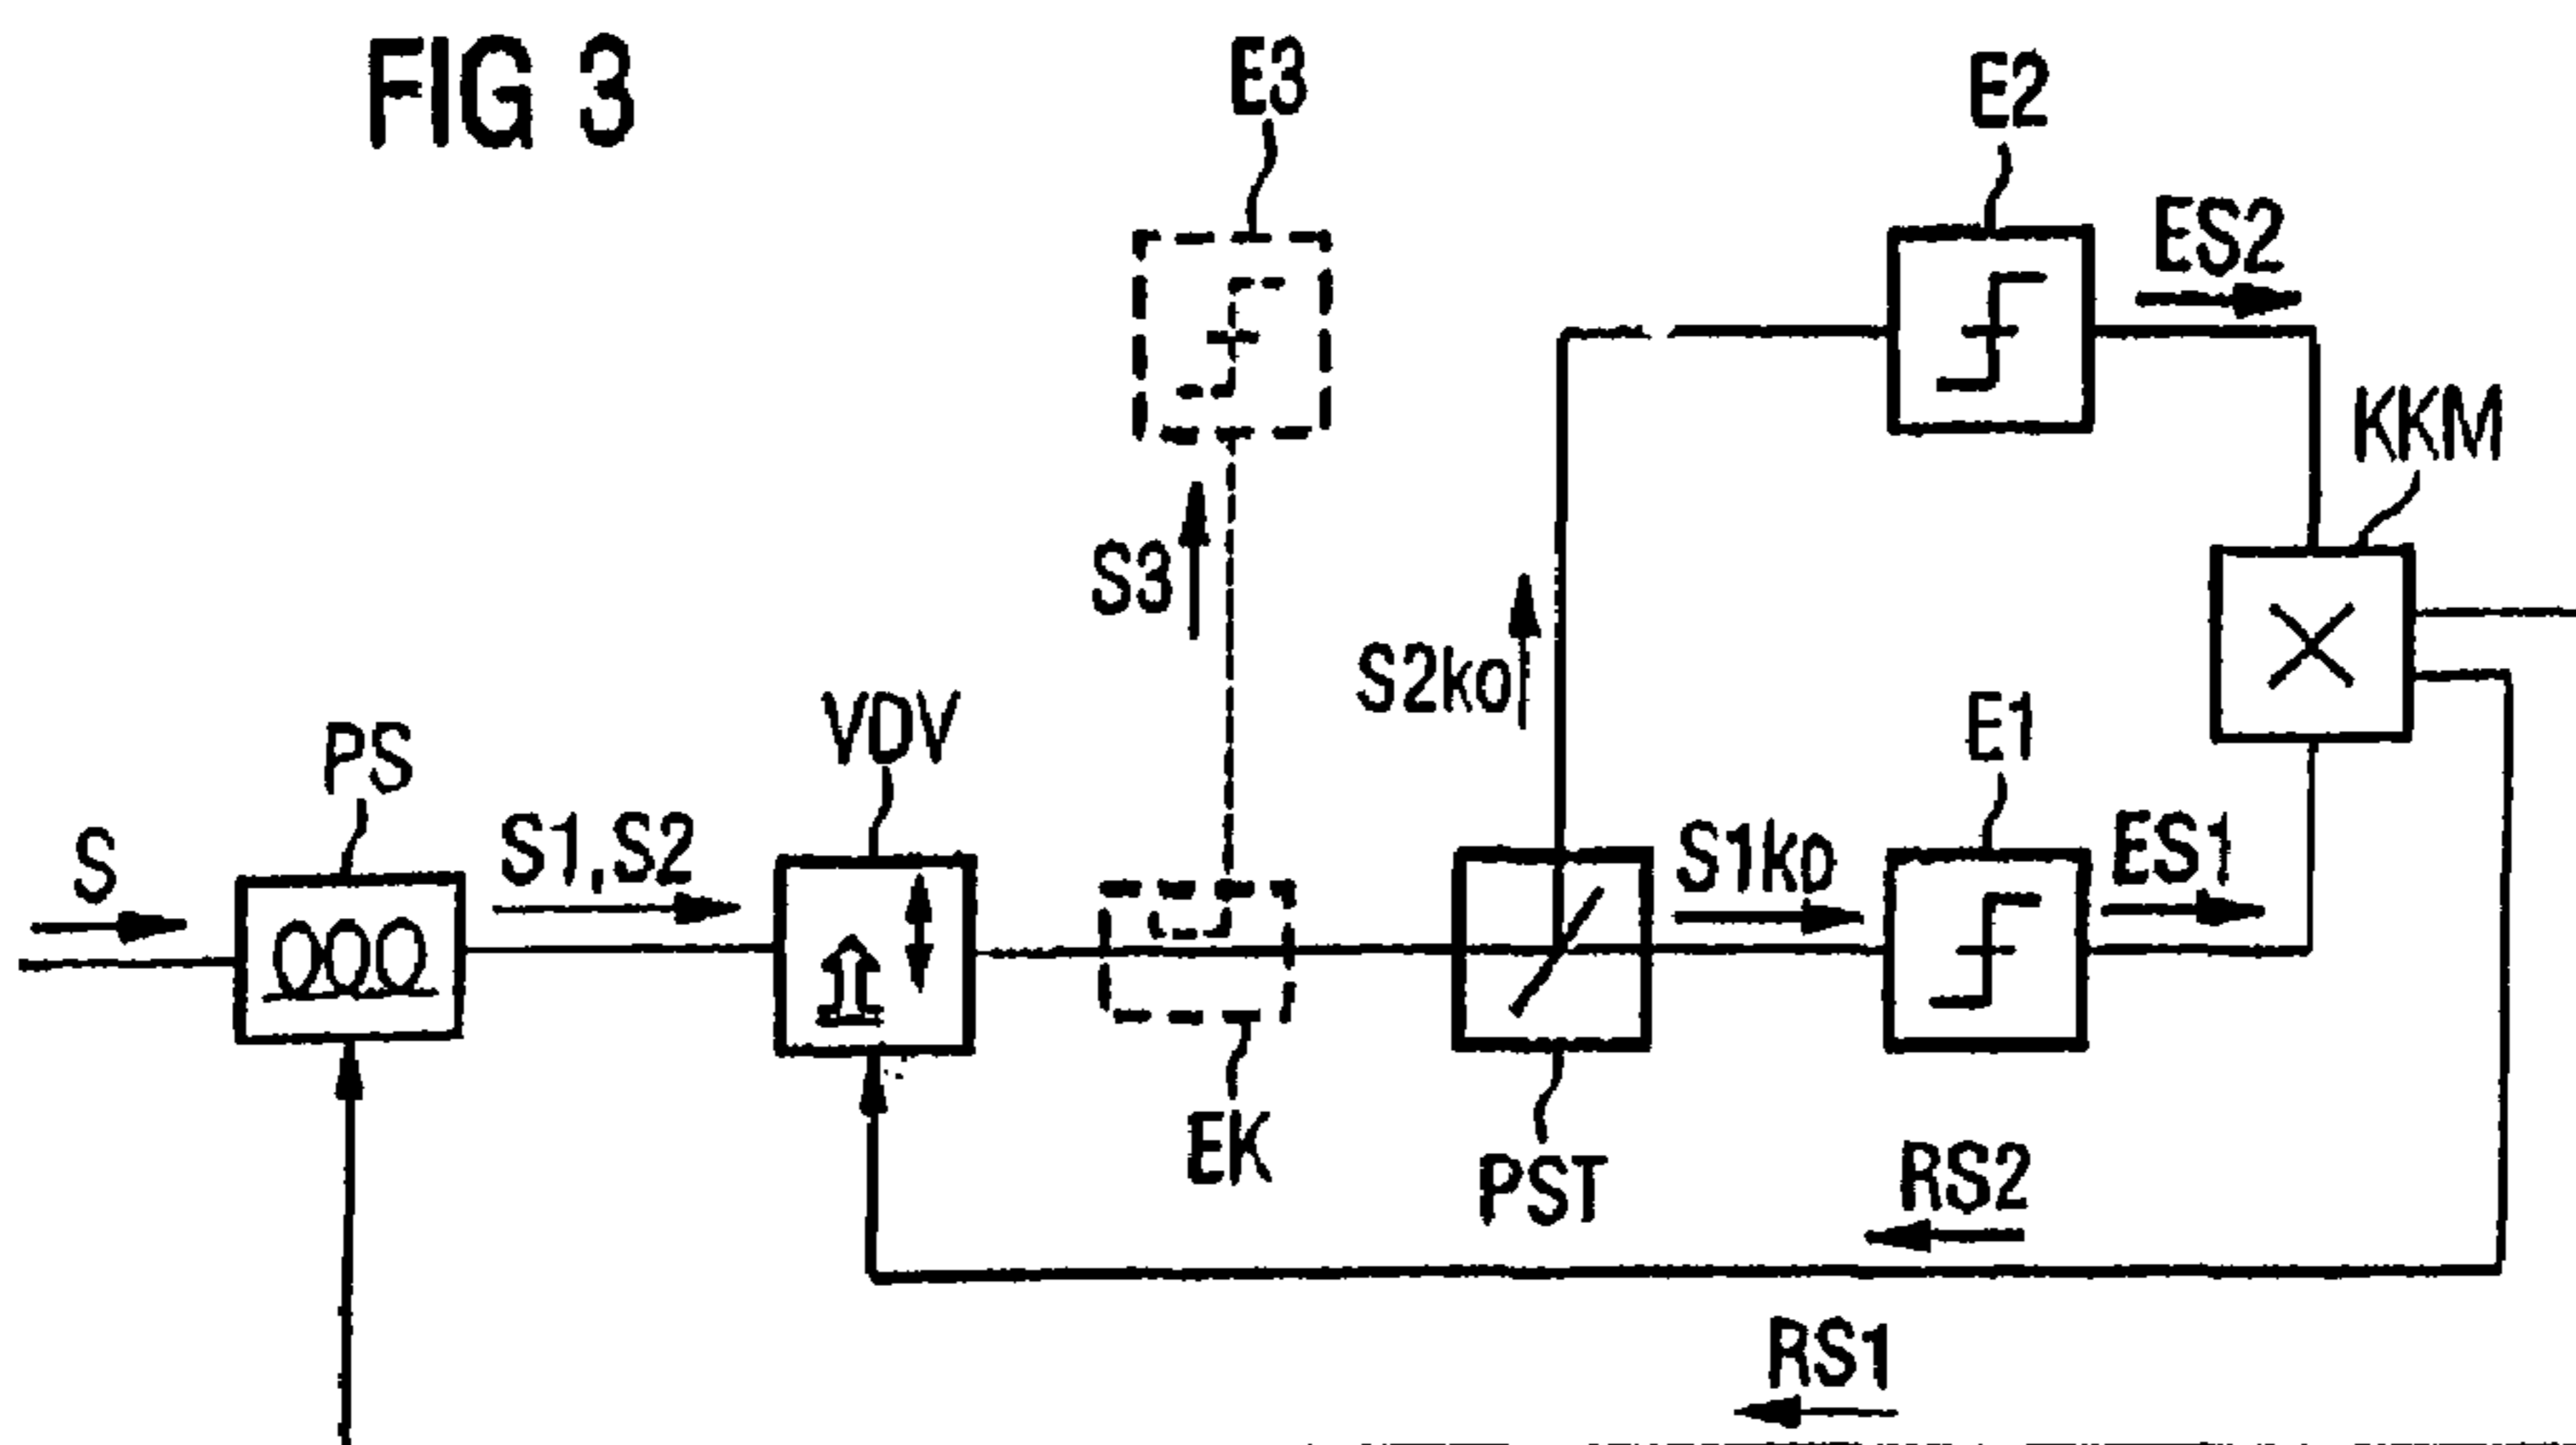 FIG 3
E3
E2
ES2
KKM
S3
S2ko
PS
VDV
E1
S
S1,S2
S1ko
ES1
EK
PST
RS2
RS1